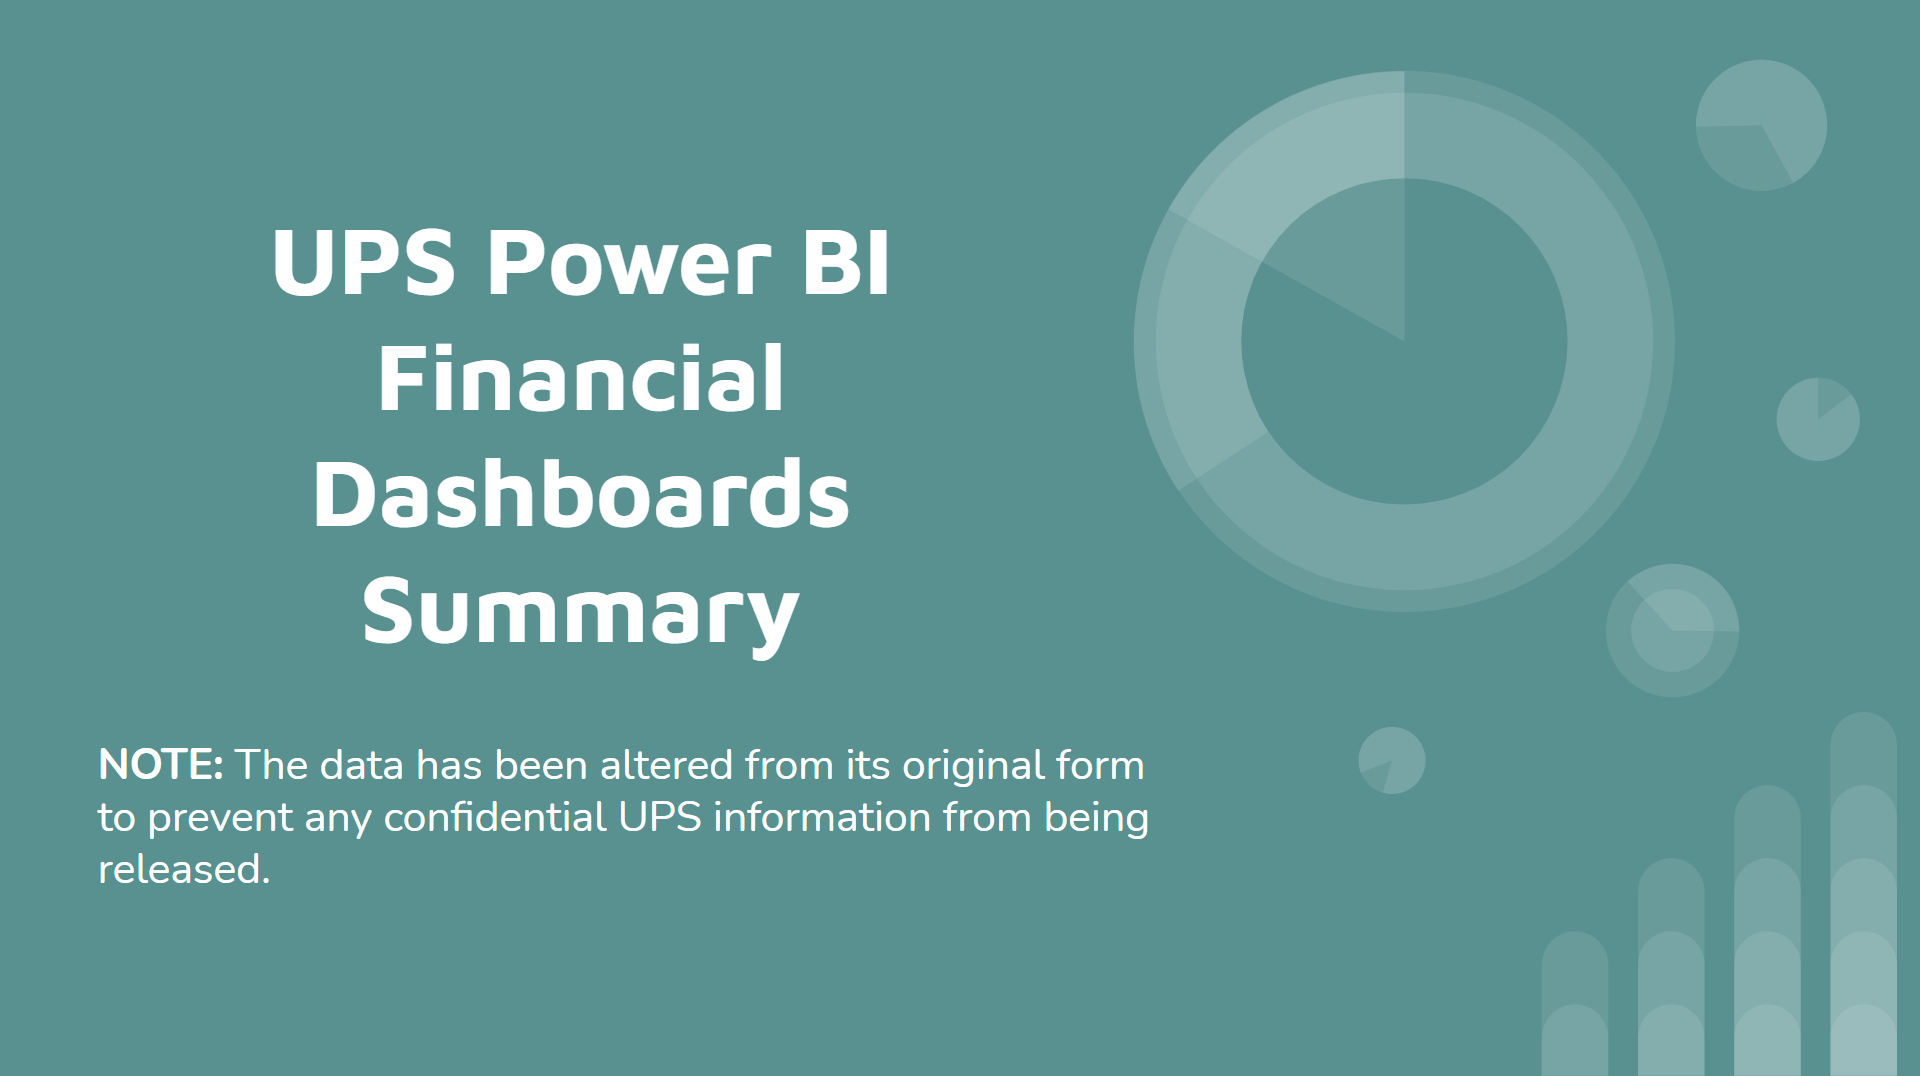 UPS Power BI
Financial
Dashboards
Summary
NOTE: The data has been altered from its original form
to prevent any confidential UPS information from being
released.